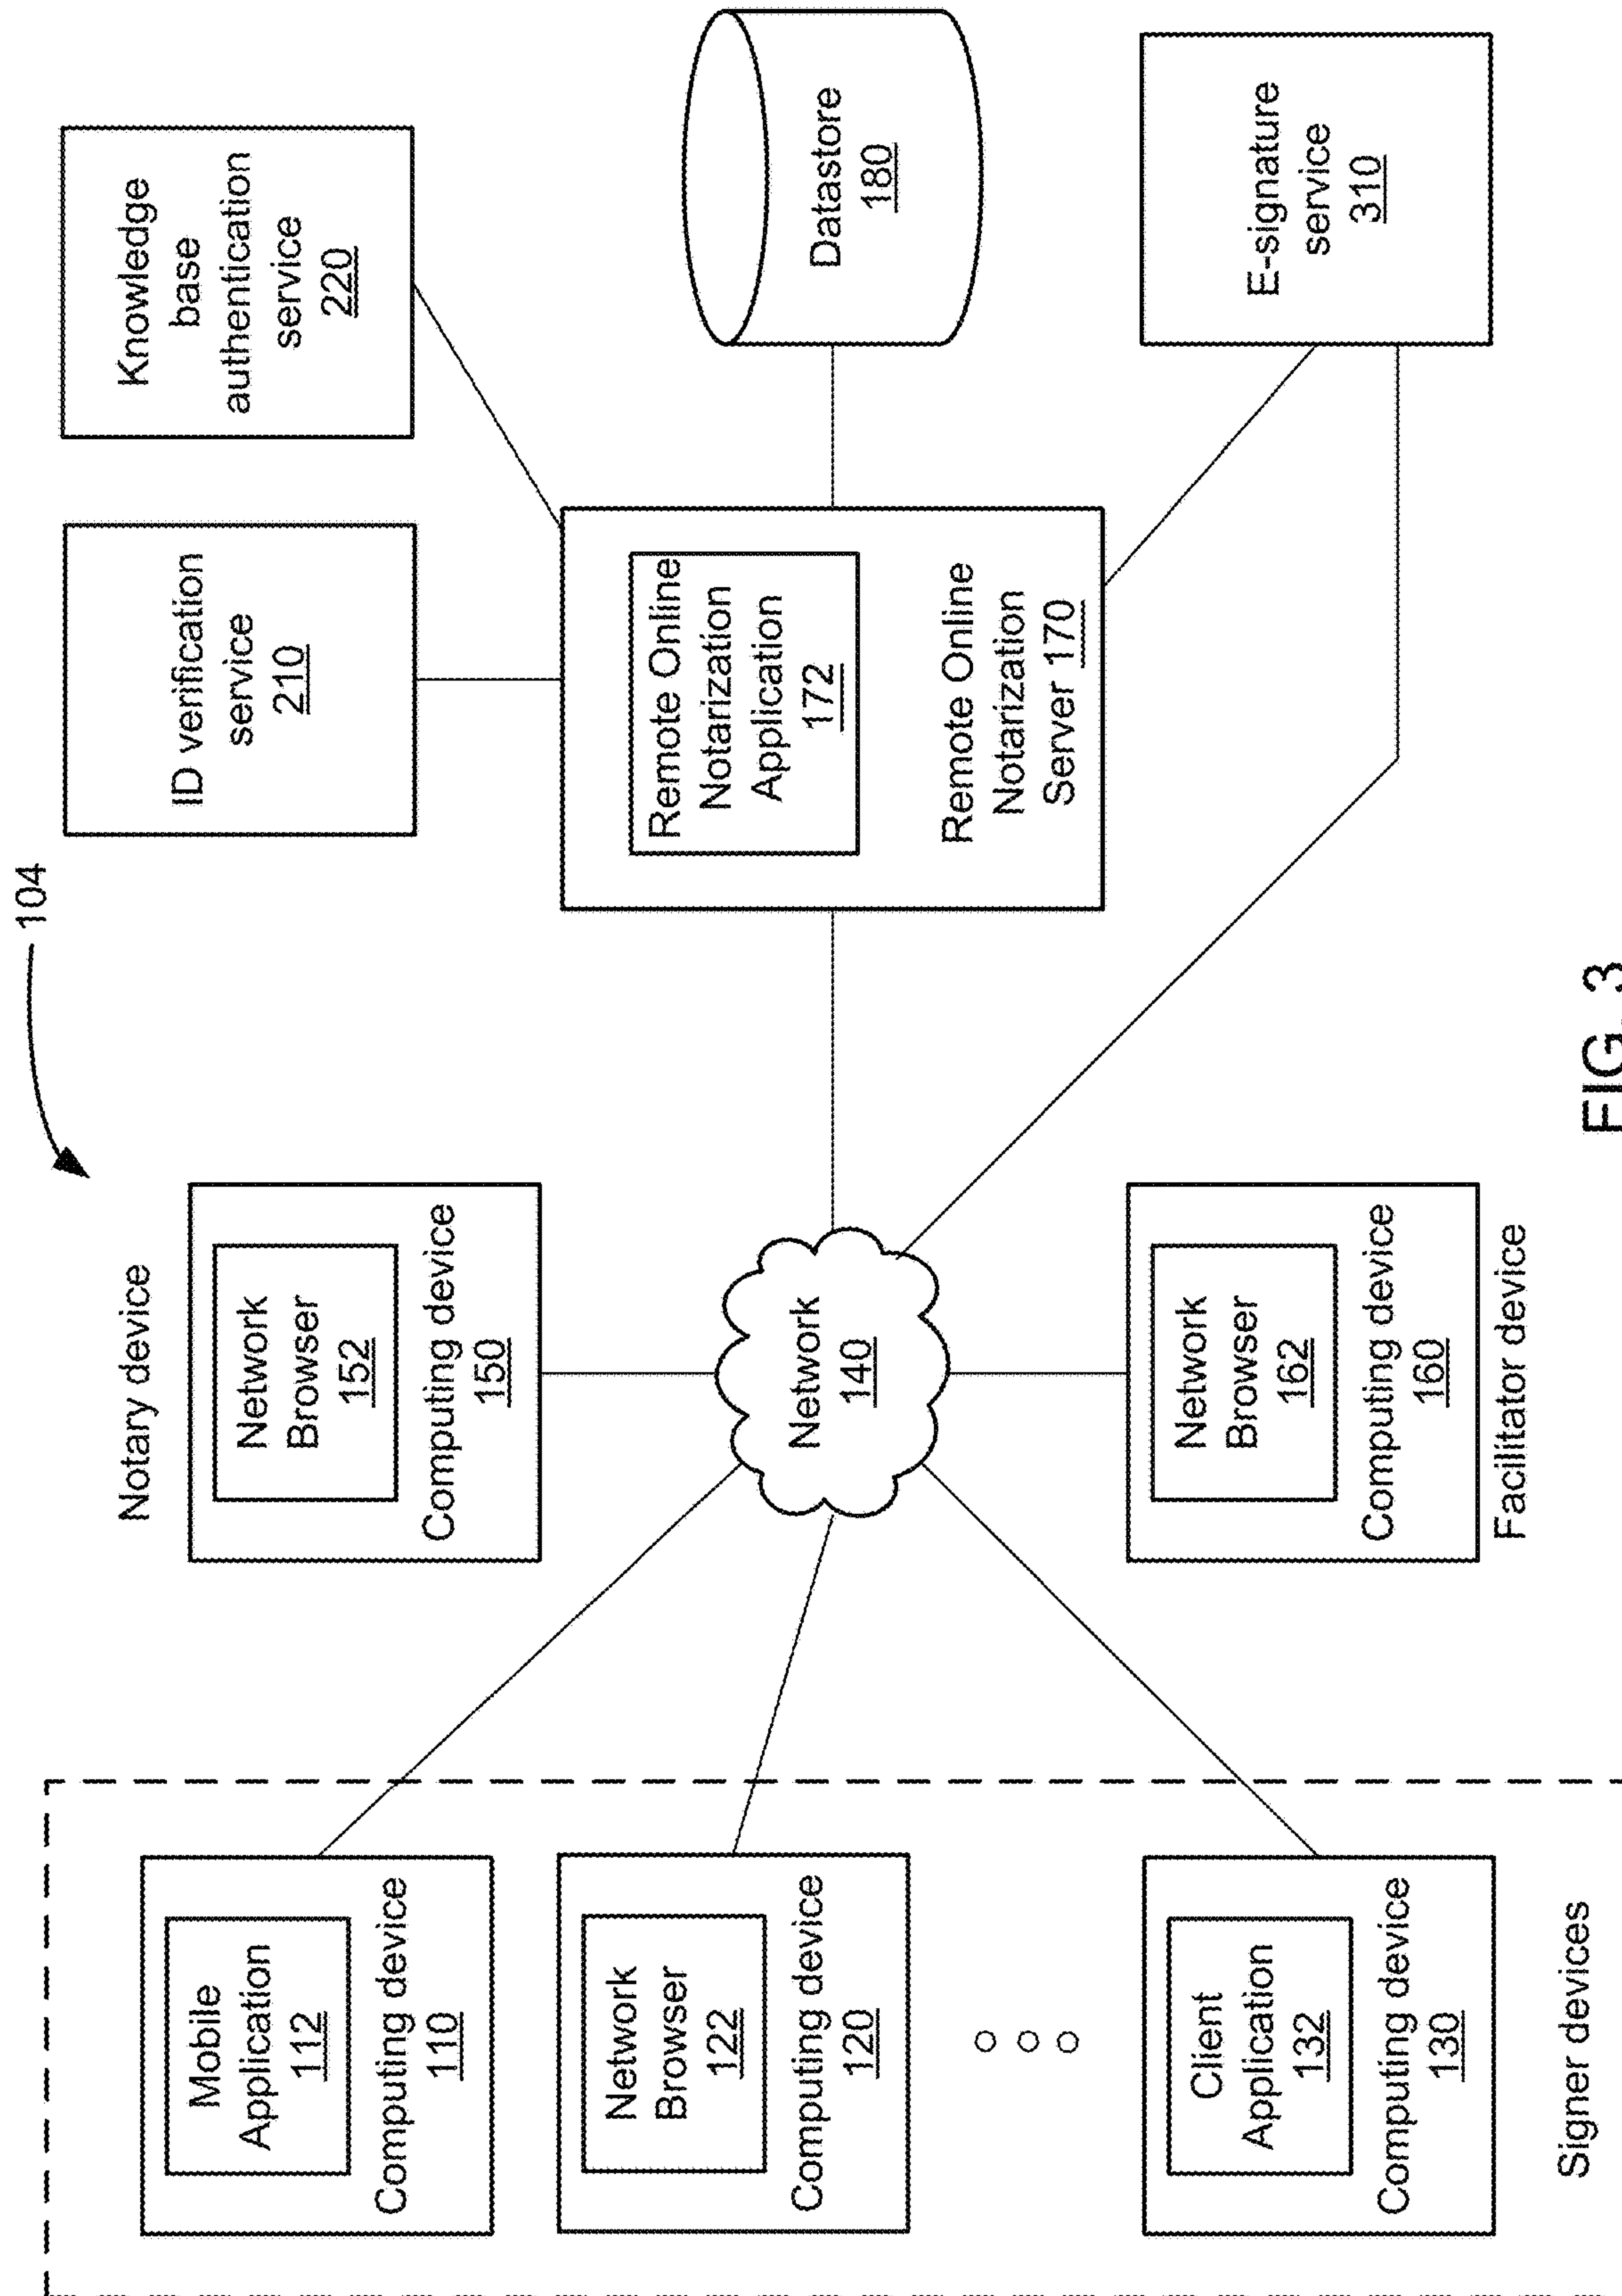 104
Mobile
Application
112
Computing device
110
Network
Browser
122
Computing device
120
Client
Application
132
Computing device
130
Signer devices
Notary device
Network
Browser
152
Computing device
150
Network
140
Network
Browser
162
Computing device
160
Facilitator device
ID verification
service
210
Knowledge
base
authentication
service
220
Remote Online
Notarization
Application
172
Remote Online
Notarization
Server 170
Datastore
180
E-signature
service
310
FIG. 3